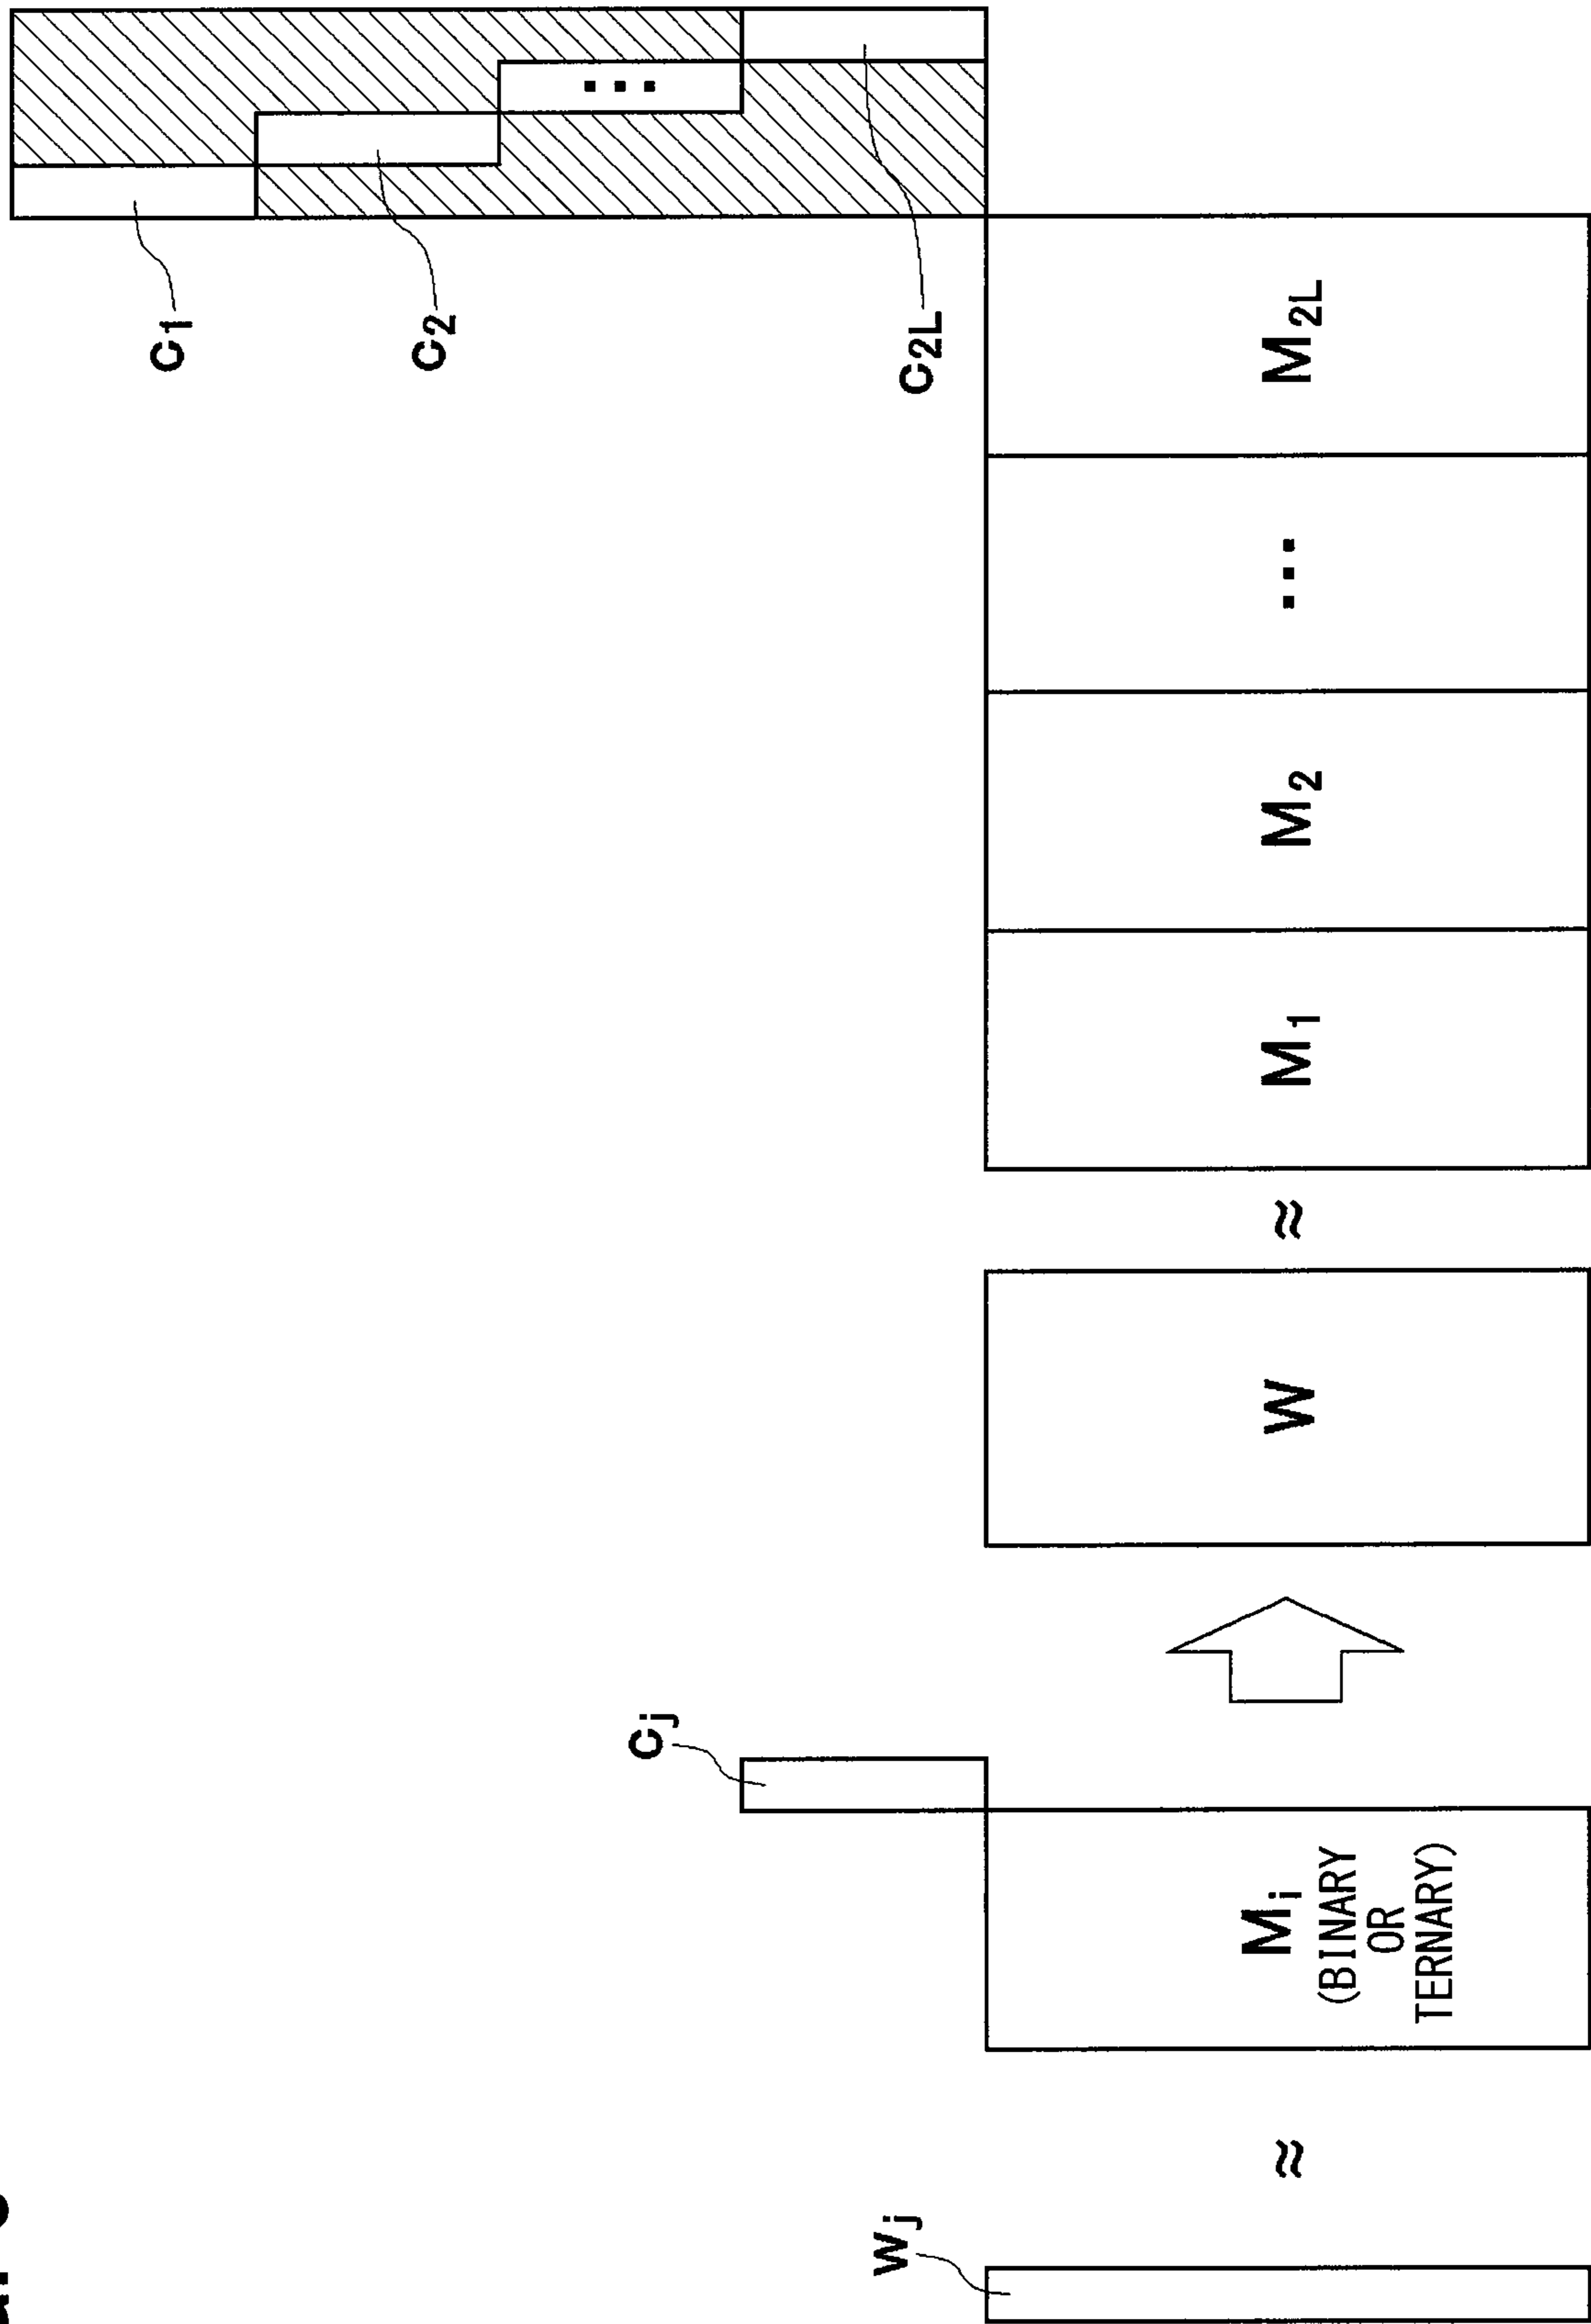 c1
c2
...
cj
wj
c2L
≈
Mi
(BINARY
OR
TERNARY)
W
≈
M1
M2
...
M2L